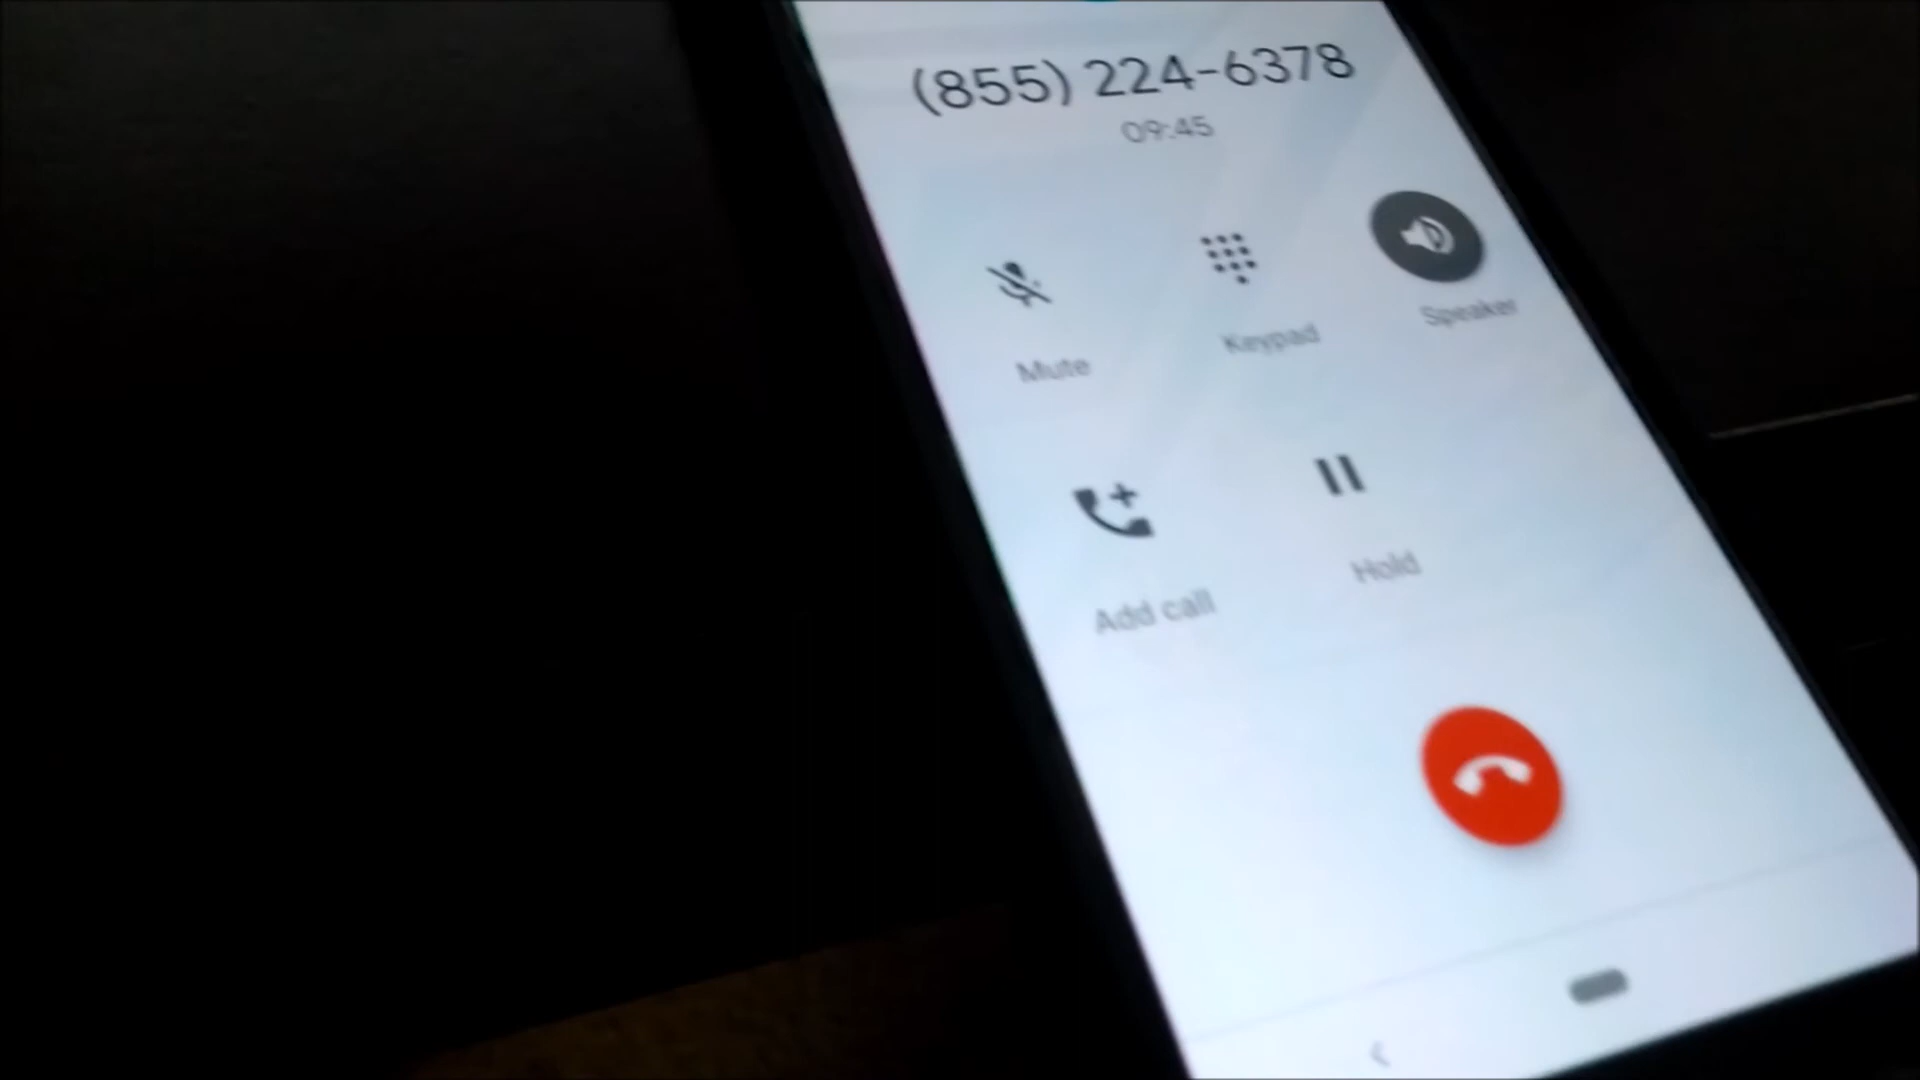 (855) 224-6378
09:45
Mute
Keypad
Speaker
Add call
Hold